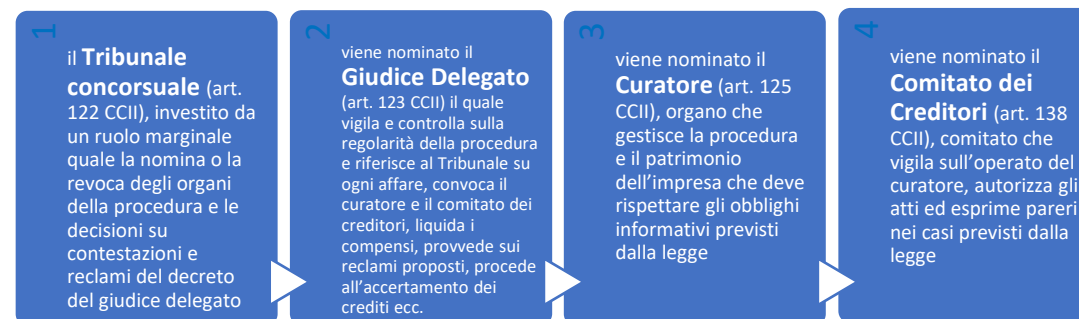 1
il Tribunale
concorsuale (art.
122 CCII), investito da
un ruolo marginale
quale la nomina o la
revoca degli organi
della procedura e le
decisioni su
contestazioni e
reclami del decreto
del giudice delegato
2
viene nominato il
Giudice Delegato
(art. 123 CCII) il quale
vigila e controlla sulla
regolarità della procedura
e riferisce al Tribunale su
ogni affare, convoca il
curatore e il comitato dei
creditori, liquida i
compensi, provvede sui
reclami proposti, procede
all’accertamento dei
crediti ecc.
3
viene nominato il
Curatore (art. 125
CCII), organo che
gestisce la procedura
e il patrimonio
dell’impresa che deve
rispettare gli obblighi
informativi previsti
dalla legge
4
viene nominato il
Comitato dei
Creditori (art. 138
CCII), comitato che
vigila sull’operato del
curatore, autorizza gli
atti ed esprime pareri
nei casi previsti dalla
legge